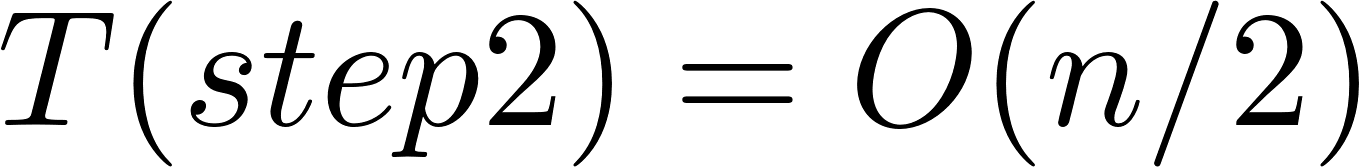 T(step2) = O(n/2)